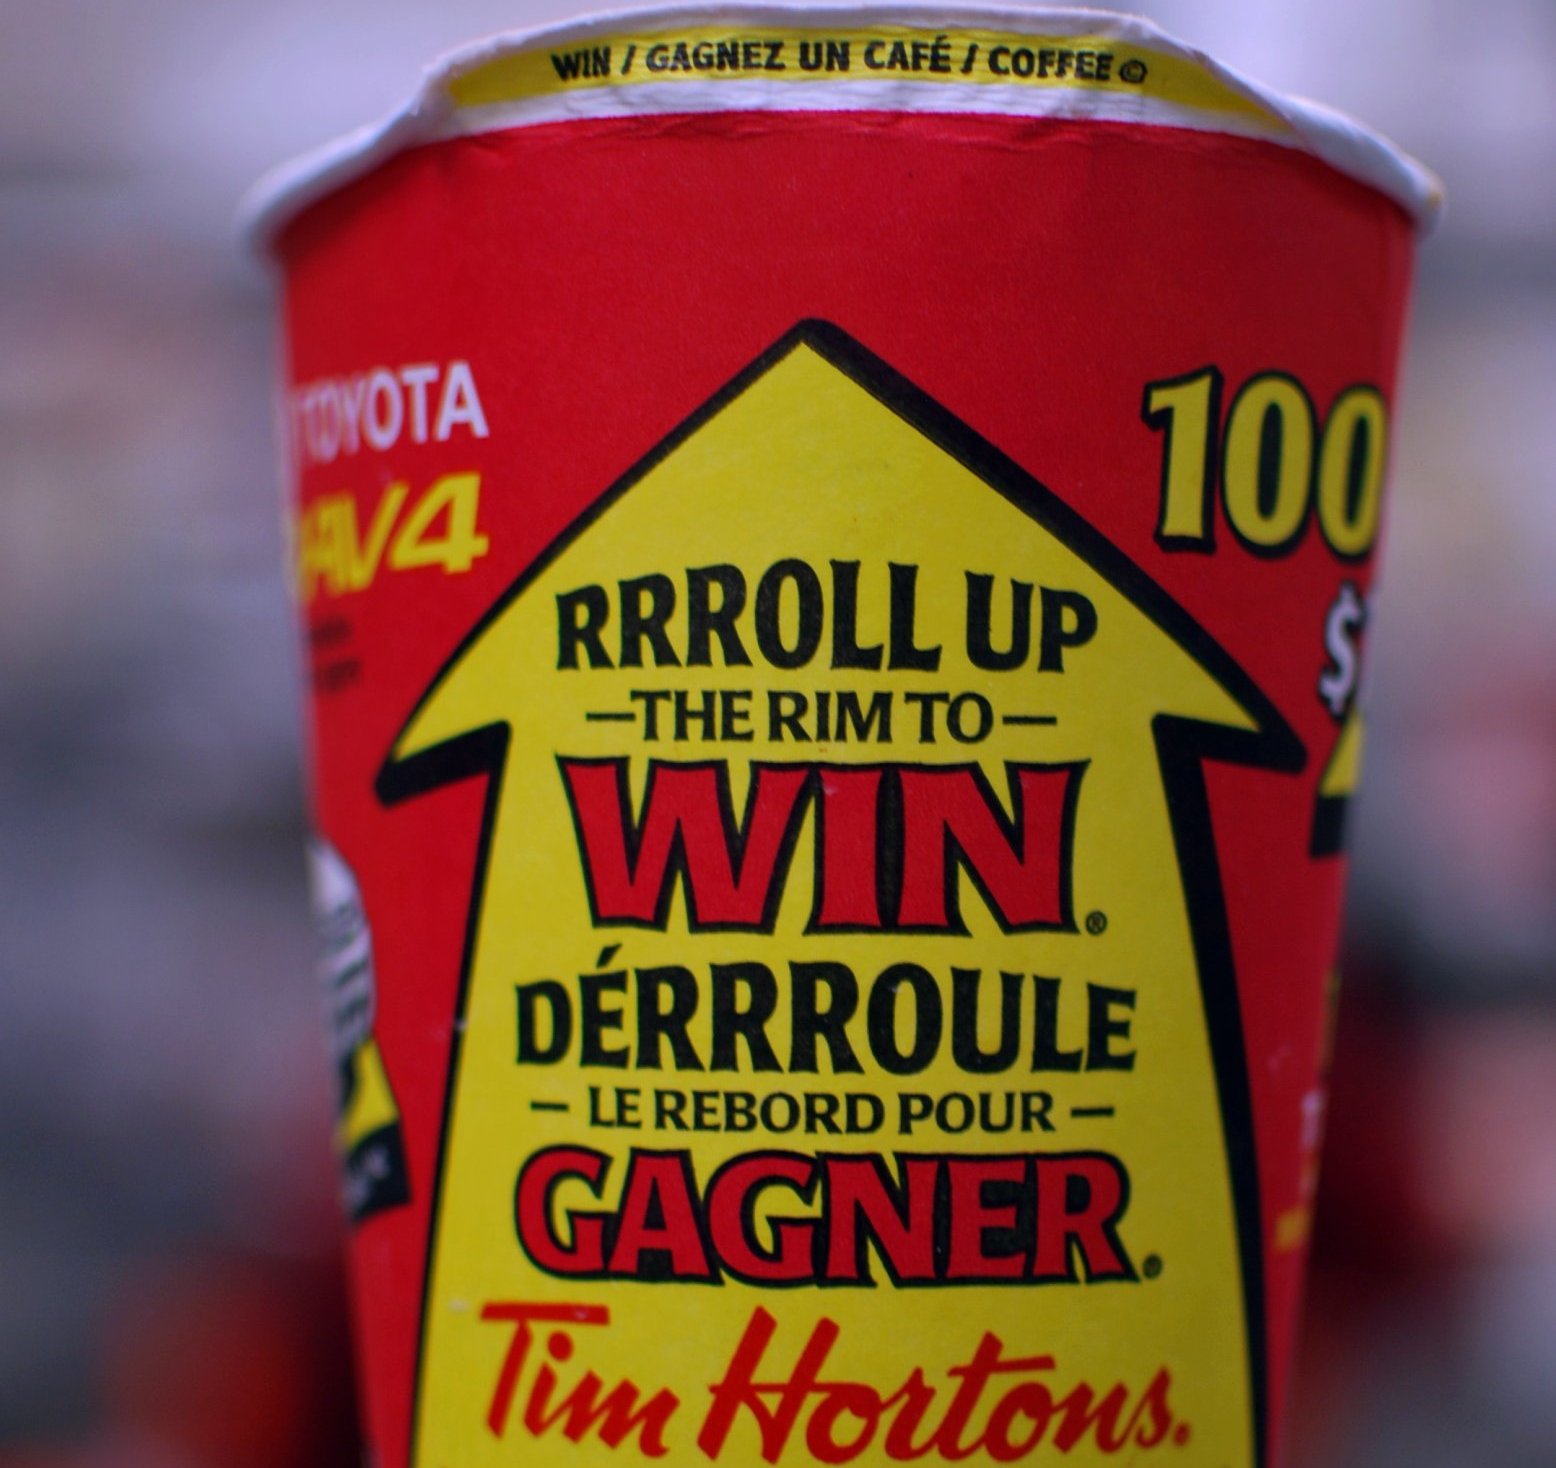 WIN / GAGNEZ UN CAFÉ / COFFEE ©
TOYOTA
RAV4
100
$
RRROLL UP
—THE RIM TO—
WIN®
DÉRRROULE
— LE REBORD POUR —
GAGNER®
Tim Hortons.